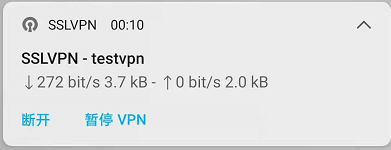 SSLVPN 00:10
SSLVPN - testvpn
↓272 bit/s 3.7 kB - ↑0 bit/s 2.0 kB
断开 暂停 VPN